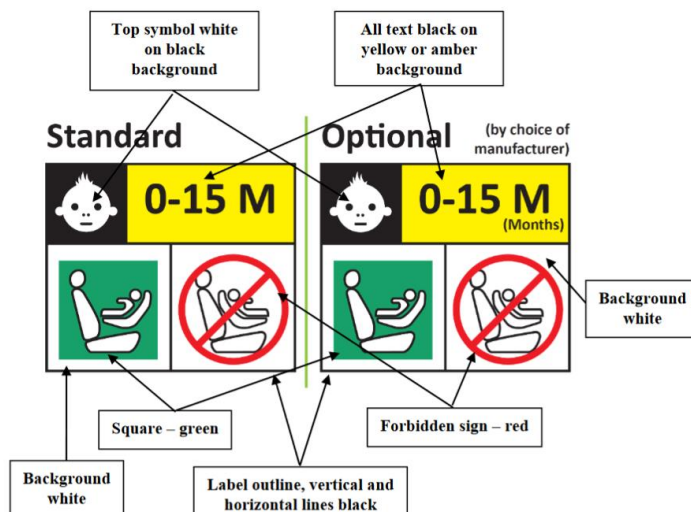 Top symbol white
on black
background
All text black on
yellow or amber
background
Standard
Optional
(by choice of
manufacturer)
0-15 M
0-15 M
(Months)
Background
white
Square – green
Forbidden sign – red
Background
white
Label outline, vertical and
horizontal lines black